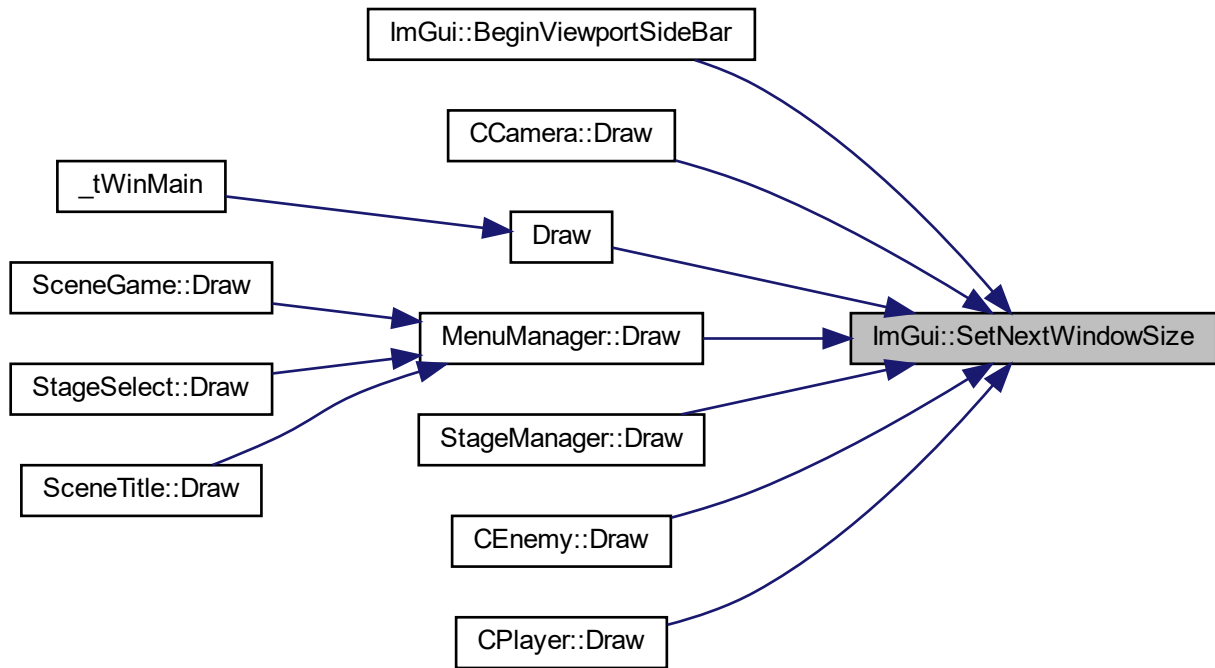 ImGui::BeginViewportSideBar
CCamera::Draw
_tWinMain
Draw
SceneGame::Draw
MenuManager::Draw
ImGui::SetNextWindowSize
StageSelect::Draw
StageManager::Draw
SceneTitle::Draw
CEnemy::Draw
CPlayer::Draw